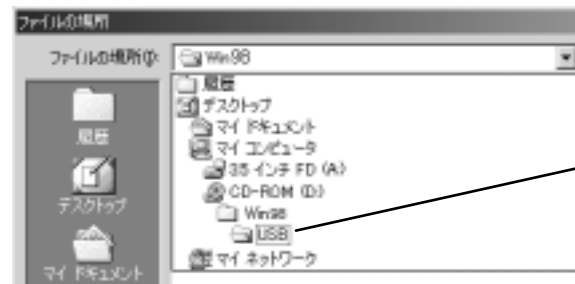 ファイルの場所
ファイルの場所(I):
Win98
履歴
デスクトップ
マイ ドキュメント
マイ コンピュータ
3.5 インチ FD (A:)
CD-ROM (D:)
Win98
USB
マイ ネットワーク
履歴
デスクトップ
マイ ドキュメント